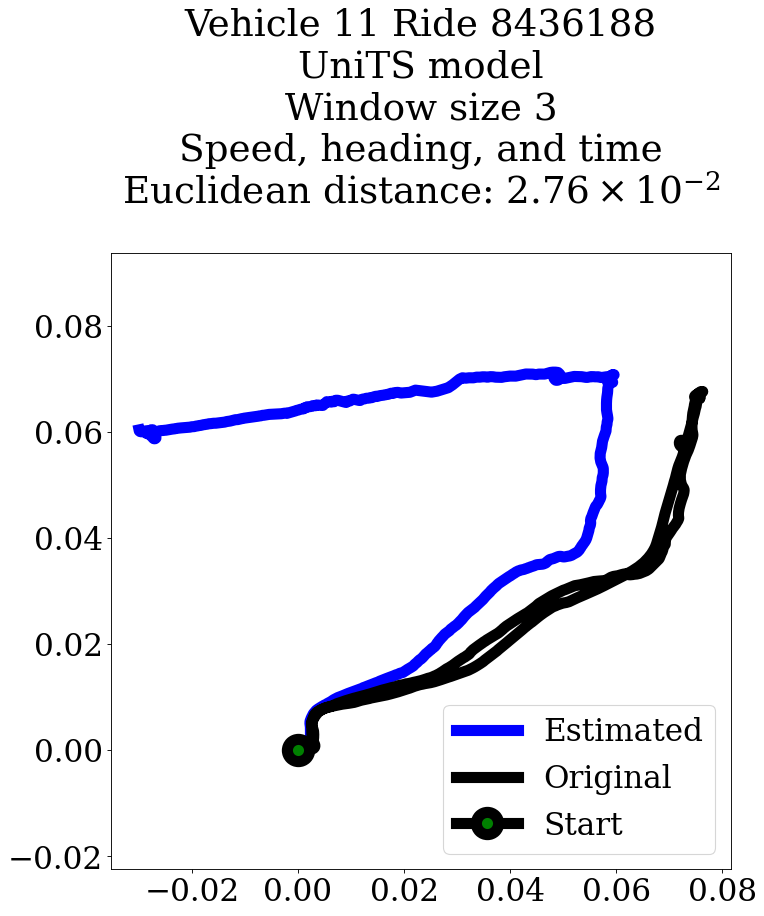 Vehicle 11 Ride 8436188
UniTS model
Window size 3
Speed, heading, and time
Euclidean distance: 2.76 × 10⁻²
0.08
0.06
0.04
0.02
0.00
−0.02
−0.02 0.00 0.02 0.04 0.06 0.08
Estimated
Original
Start